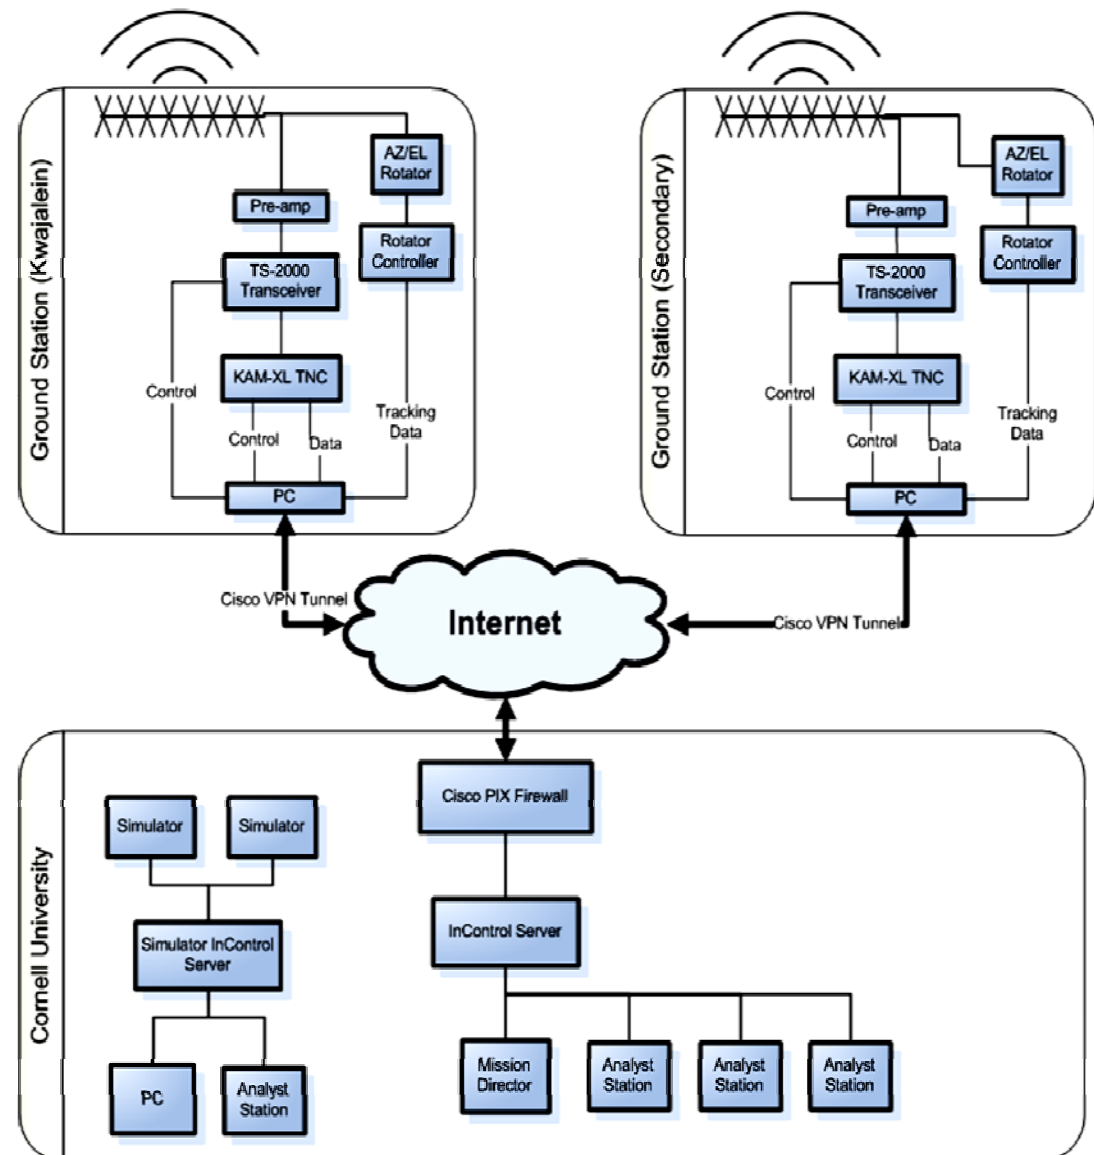 Ground Station (Kwajalein)
AZ/EL
Rotator
Pre-amp
Rotator
Controller
TS-2000
Transceiver
KAM-XL TNC
Control
Control
Data
Tracking
Data
PC
Ground Station (Secondary)
AZ/EL
Rotator
Pre-amp
Rotator
Controller
TS-2000
Transceiver
KAM-XL TNC
Control
Control
Data
Tracking
Data
PC
Cisco VPN Tunnel
Internet
Cisco VPN Tunnel
Cornell University
Simulator
Simulator
Simulator InControl
Server
PC
Analyst
Station
Cisco PIX Firewall
InControl Server
Mission
Director
Analyst
Station
Analyst
Station
Analyst
Station